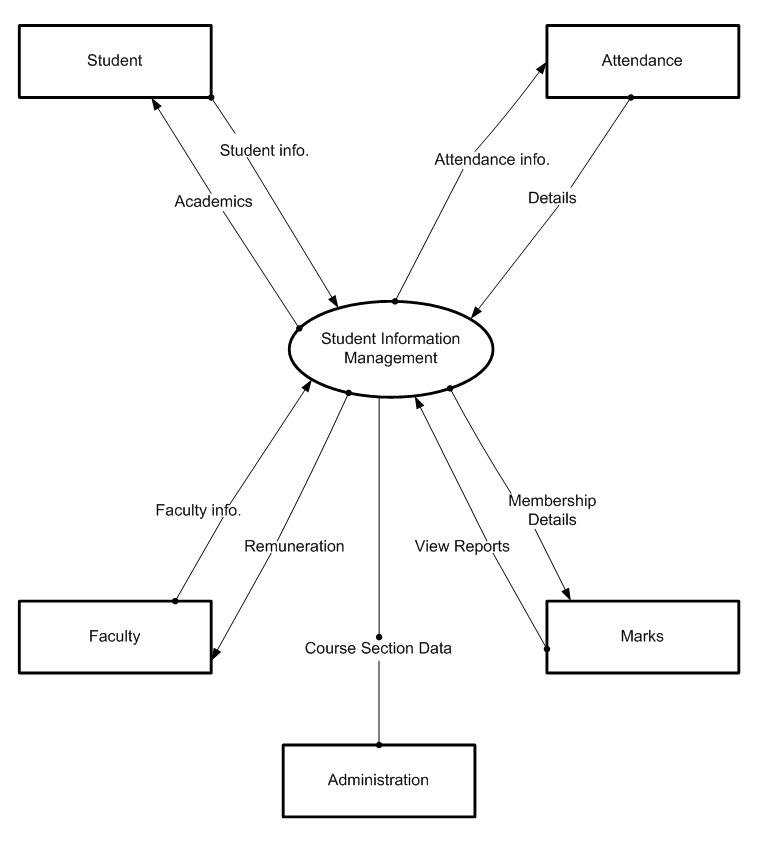 Student
Attendance
Student info.
Attendance info.
Academics
Details
Student Information
Management
Faculty info.
Membership
Details
Remuneration
View Reports
Faculty
Marks
Course Section Data
Administration